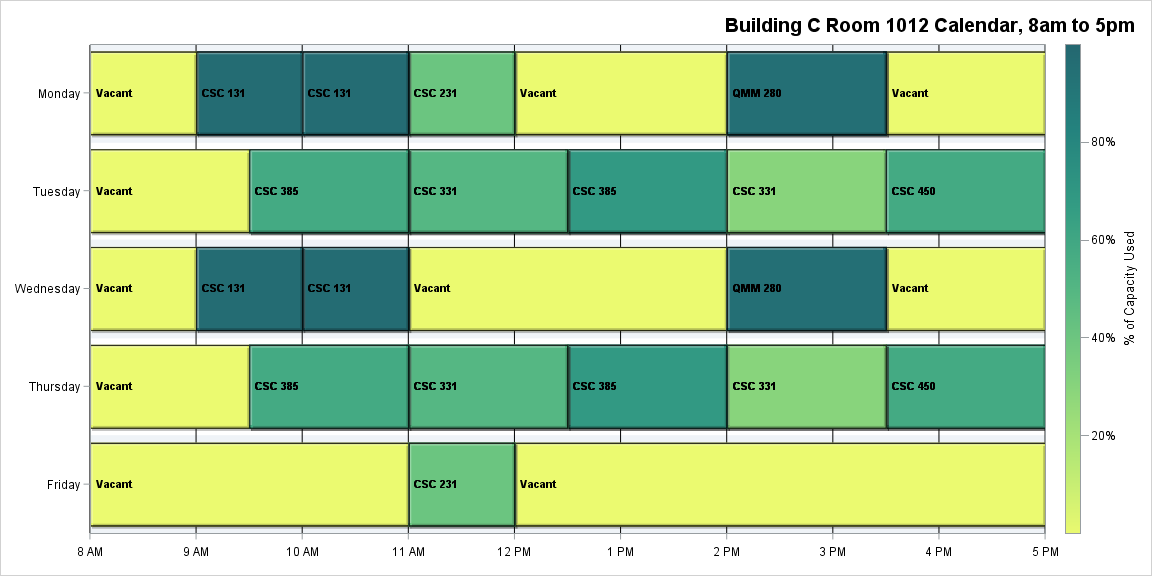 Building C Room 1012 Calendar, 8am to 5pm
Monday
Vacant
CSC 131
CSC 131
CSC 231
Vacant
QMM 280
Vacant
Tuesday
Vacant
CSC 385
CSC 331
CSC 385
CSC 331
CSC 450
Wednesday
Vacant
CSC 131
CSC 131
Vacant
QMM 280
Vacant
Thursday
Vacant
CSC 385
CSC 331
CSC 385
CSC 331
CSC 450
Friday
Vacant
CSC 231
Vacant
8 AM
9 AM
10 AM
11 AM
12 PM
1 PM
2 PM
3 PM
4 PM
5 PM
80%
60%
40%
20%
% of Capacity Used